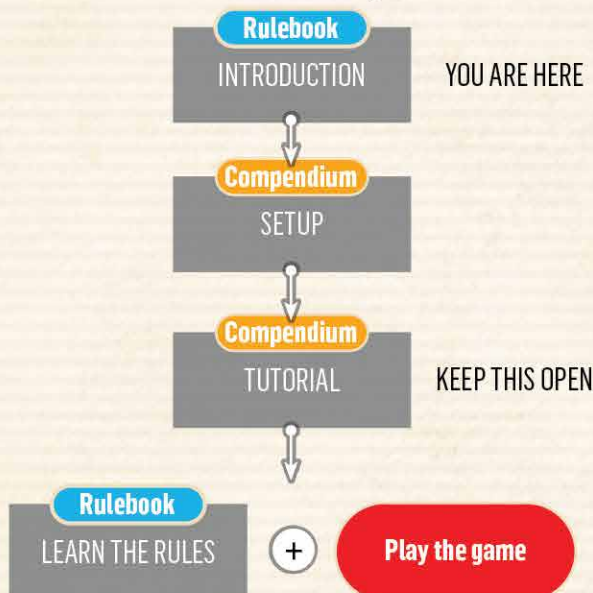 Rulebook
INTRODUCTION
YOU ARE HERE
Compendium
SETUP
Compendium
TUTORIAL
KEEP THIS OPEN
Rulebook
LEARN THE RULES
+
Play the game